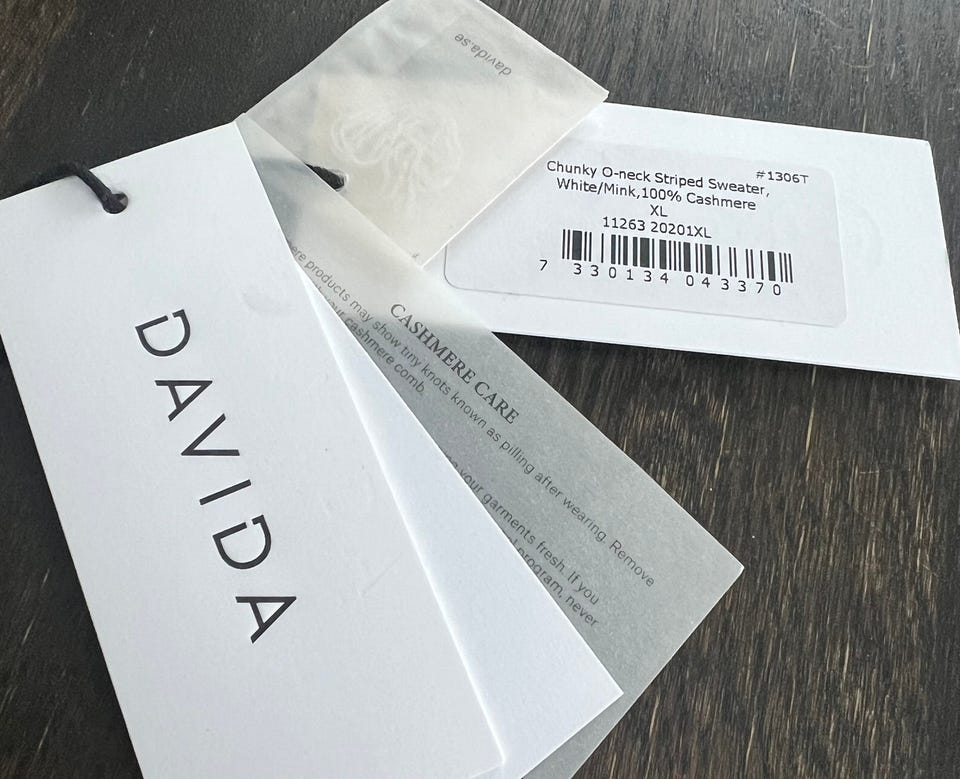 davida.se
#1306T
Chunky O-neck Striped Sweater,
White/Mink,100% Cashmere
XL
11263 20201XL
7 330134 043370
DAVIDA
CASHMERE CARE
products may show tiny knots known as pilling after wearing. Remove
your cashmere comb.
your garments fresh. If you
program, never